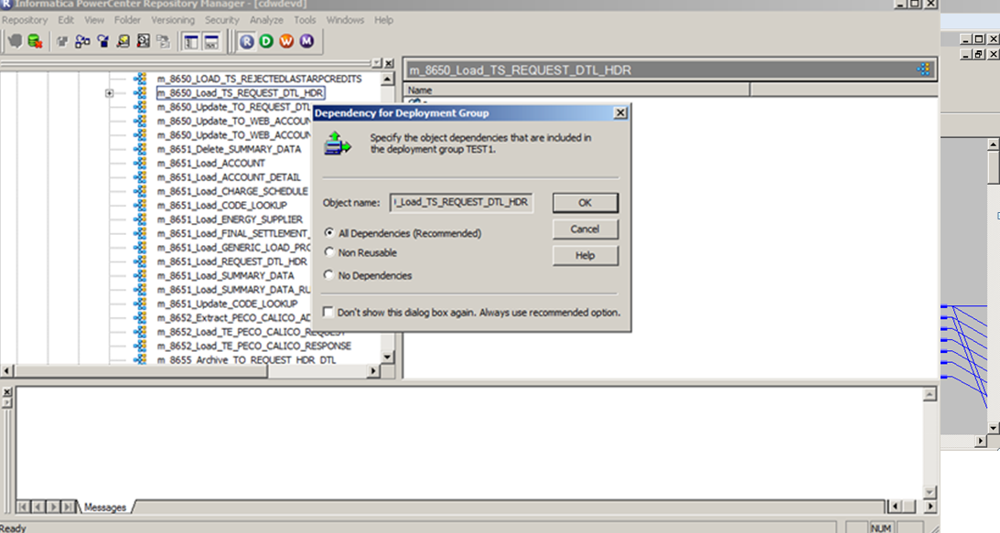 Informatica PowerCenter Repository Manager - [cdwdevd]
Repository Edit View Folder Versioning Security Analyze Tools Windows Help
R D W M
m_8650_LOAD_TS_REJECTEDLASTARPCREDITS
m_8650_Load_TS_REQUEST_DTL_HDR
m_8650_Update_TO_REQUEST_DTL
m_8650_Update_TO_WEB_ACCOUN
m_8650_Update_TO_WEB_ACCOUN
m_8651_Delete_SUMMARY_DATA
m_8651_Load_ACCOUNT
m_8651_Load_ACCOUNT_DETAIL
m_8651_Load_CHARGE_SCHEDULE
m_8651_Load_CODE_LOOKUP
m_8651_Load_ENERGY_SUPPLIER
m_8651_Load_FINAL_SETTLEMENT_
m_8651_Load_GENERIC_LOAD_PRO
m_8651_Load_REQUEST_DTL_HDR
m_8651_Load_SUMMARY_DATA
m_8651_Load_SUMMARY_DATA_RU
m_8651_Update_CODE_LOOKUP
m_8652_Extract_PECO_CALICO_AD
m_8652_Load_TE_PECO_CALICO_REQUEST
m_8652_Load_TE_PECO_CALICO_RESPONSE
m_8655_Archive_TO_REQUEST_HDR_DTL
m_8650_Load_TS_REQUEST_DTL_HDR
Name
Dependency for Deployment Group
Specify the object dependencies that are included in
the deployment group TEST1.
Object name: _Load_TS_REQUEST_DTL_HDR OK
All Dependencies (Recommended) Cancel
Non Reusable Help
No Dependencies
Don't show this dialog box again. Always use recommended option.
Messages
Ready NUM